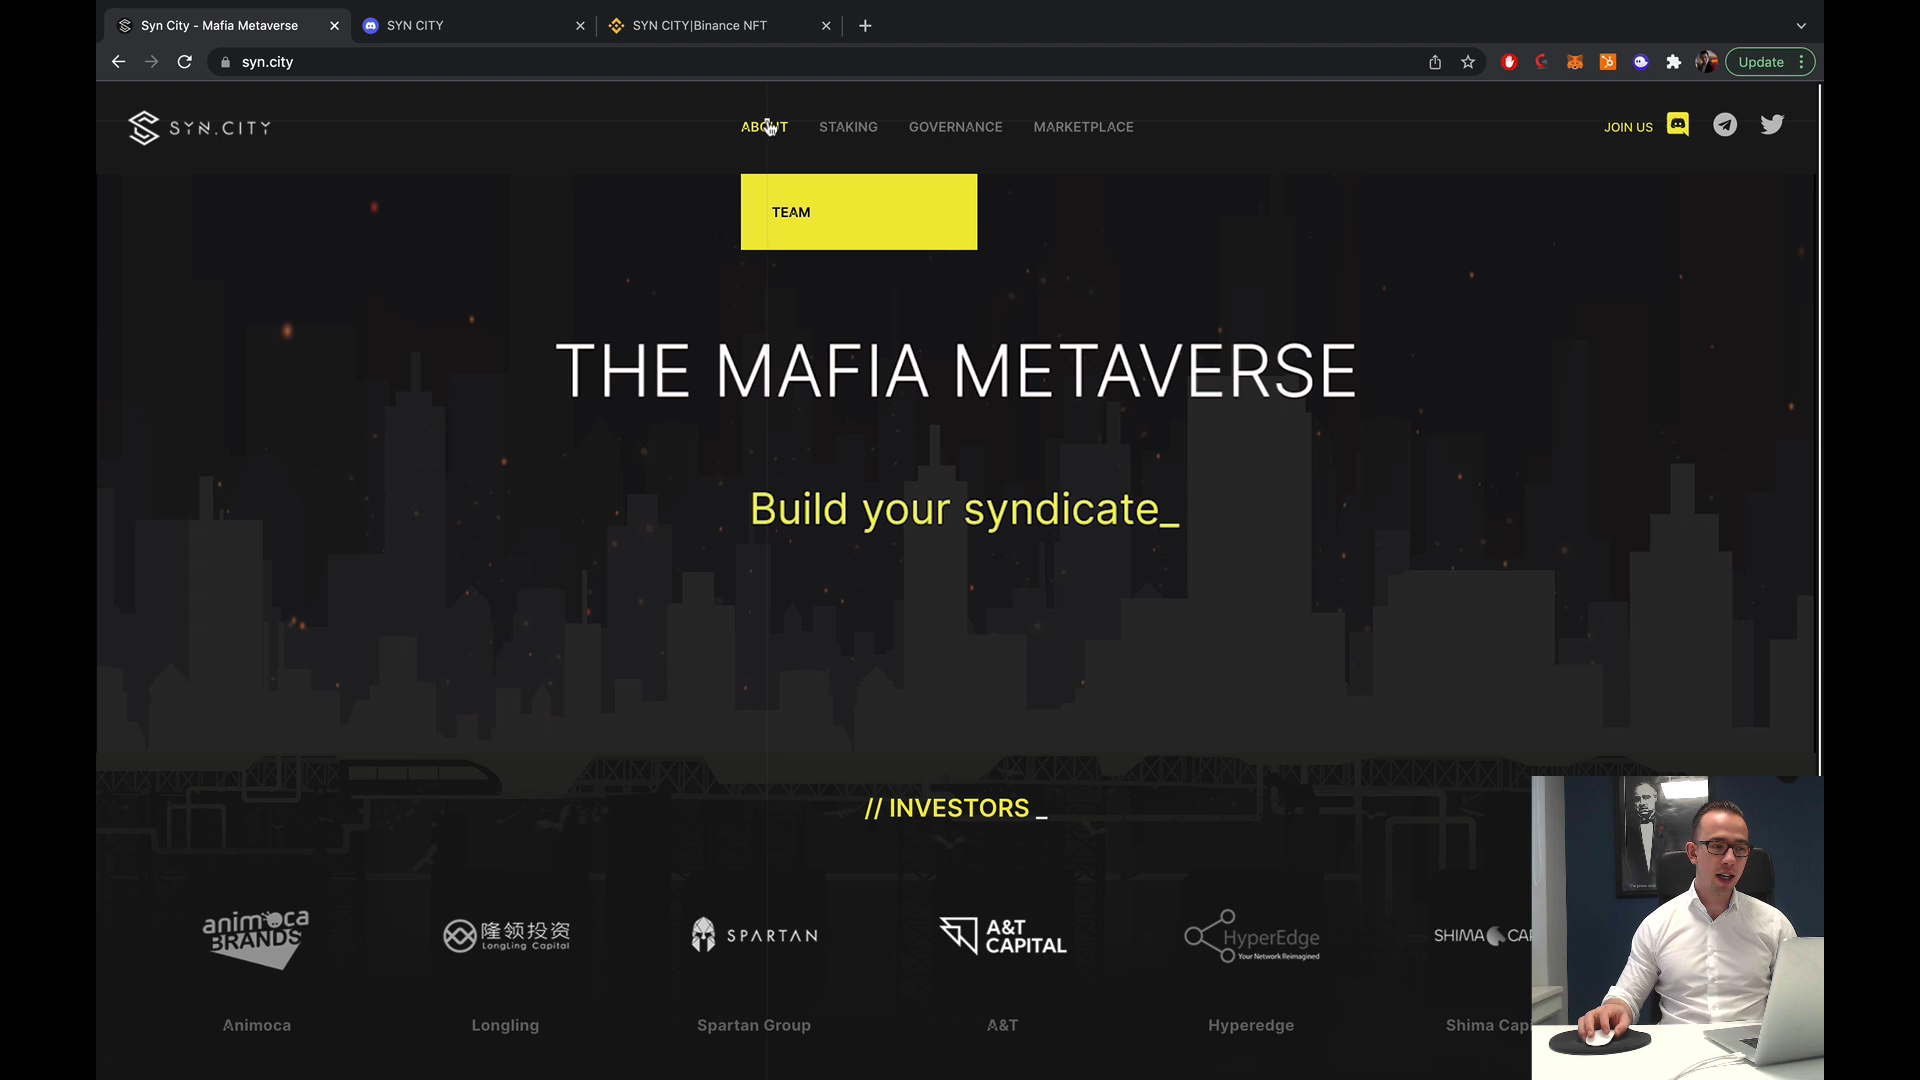 Syn City - Mafia Metaverse
SYN CITY
SYN CITY|Binance NFT
syn.city
Update
SYN.CITY
ABOUT
STAKING
GOVERNANCE
MARKETPLACE
JOIN US
TEAM
THE MAFIA METAVERSE
Build your syndicate_
// INVESTORS _
animoca
BRANDS
隆领投资
LongLing Capital
SPARTAN
A&T
CAPITAL
HyperEdge
Your Network Reimagined
SHIMA CAP
Animoca
Longling
Spartan Group
A&T
Hyperedge
Shima Capi